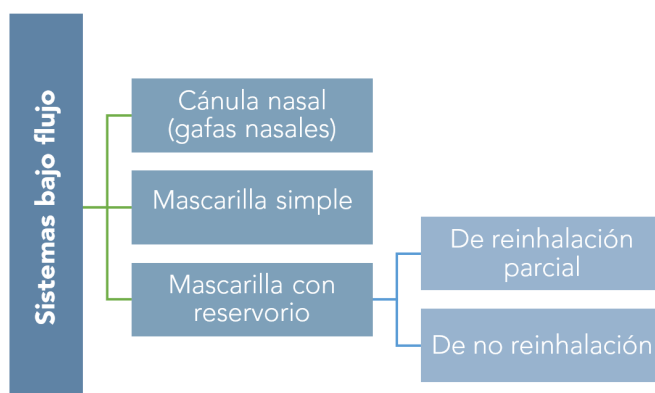 Sistemas bajo flujo
Cánula nasal
(gafas nasales)
Mascarilla simple
Mascarilla con
reservorio
De reinhalación
parcial
De no reinhalación